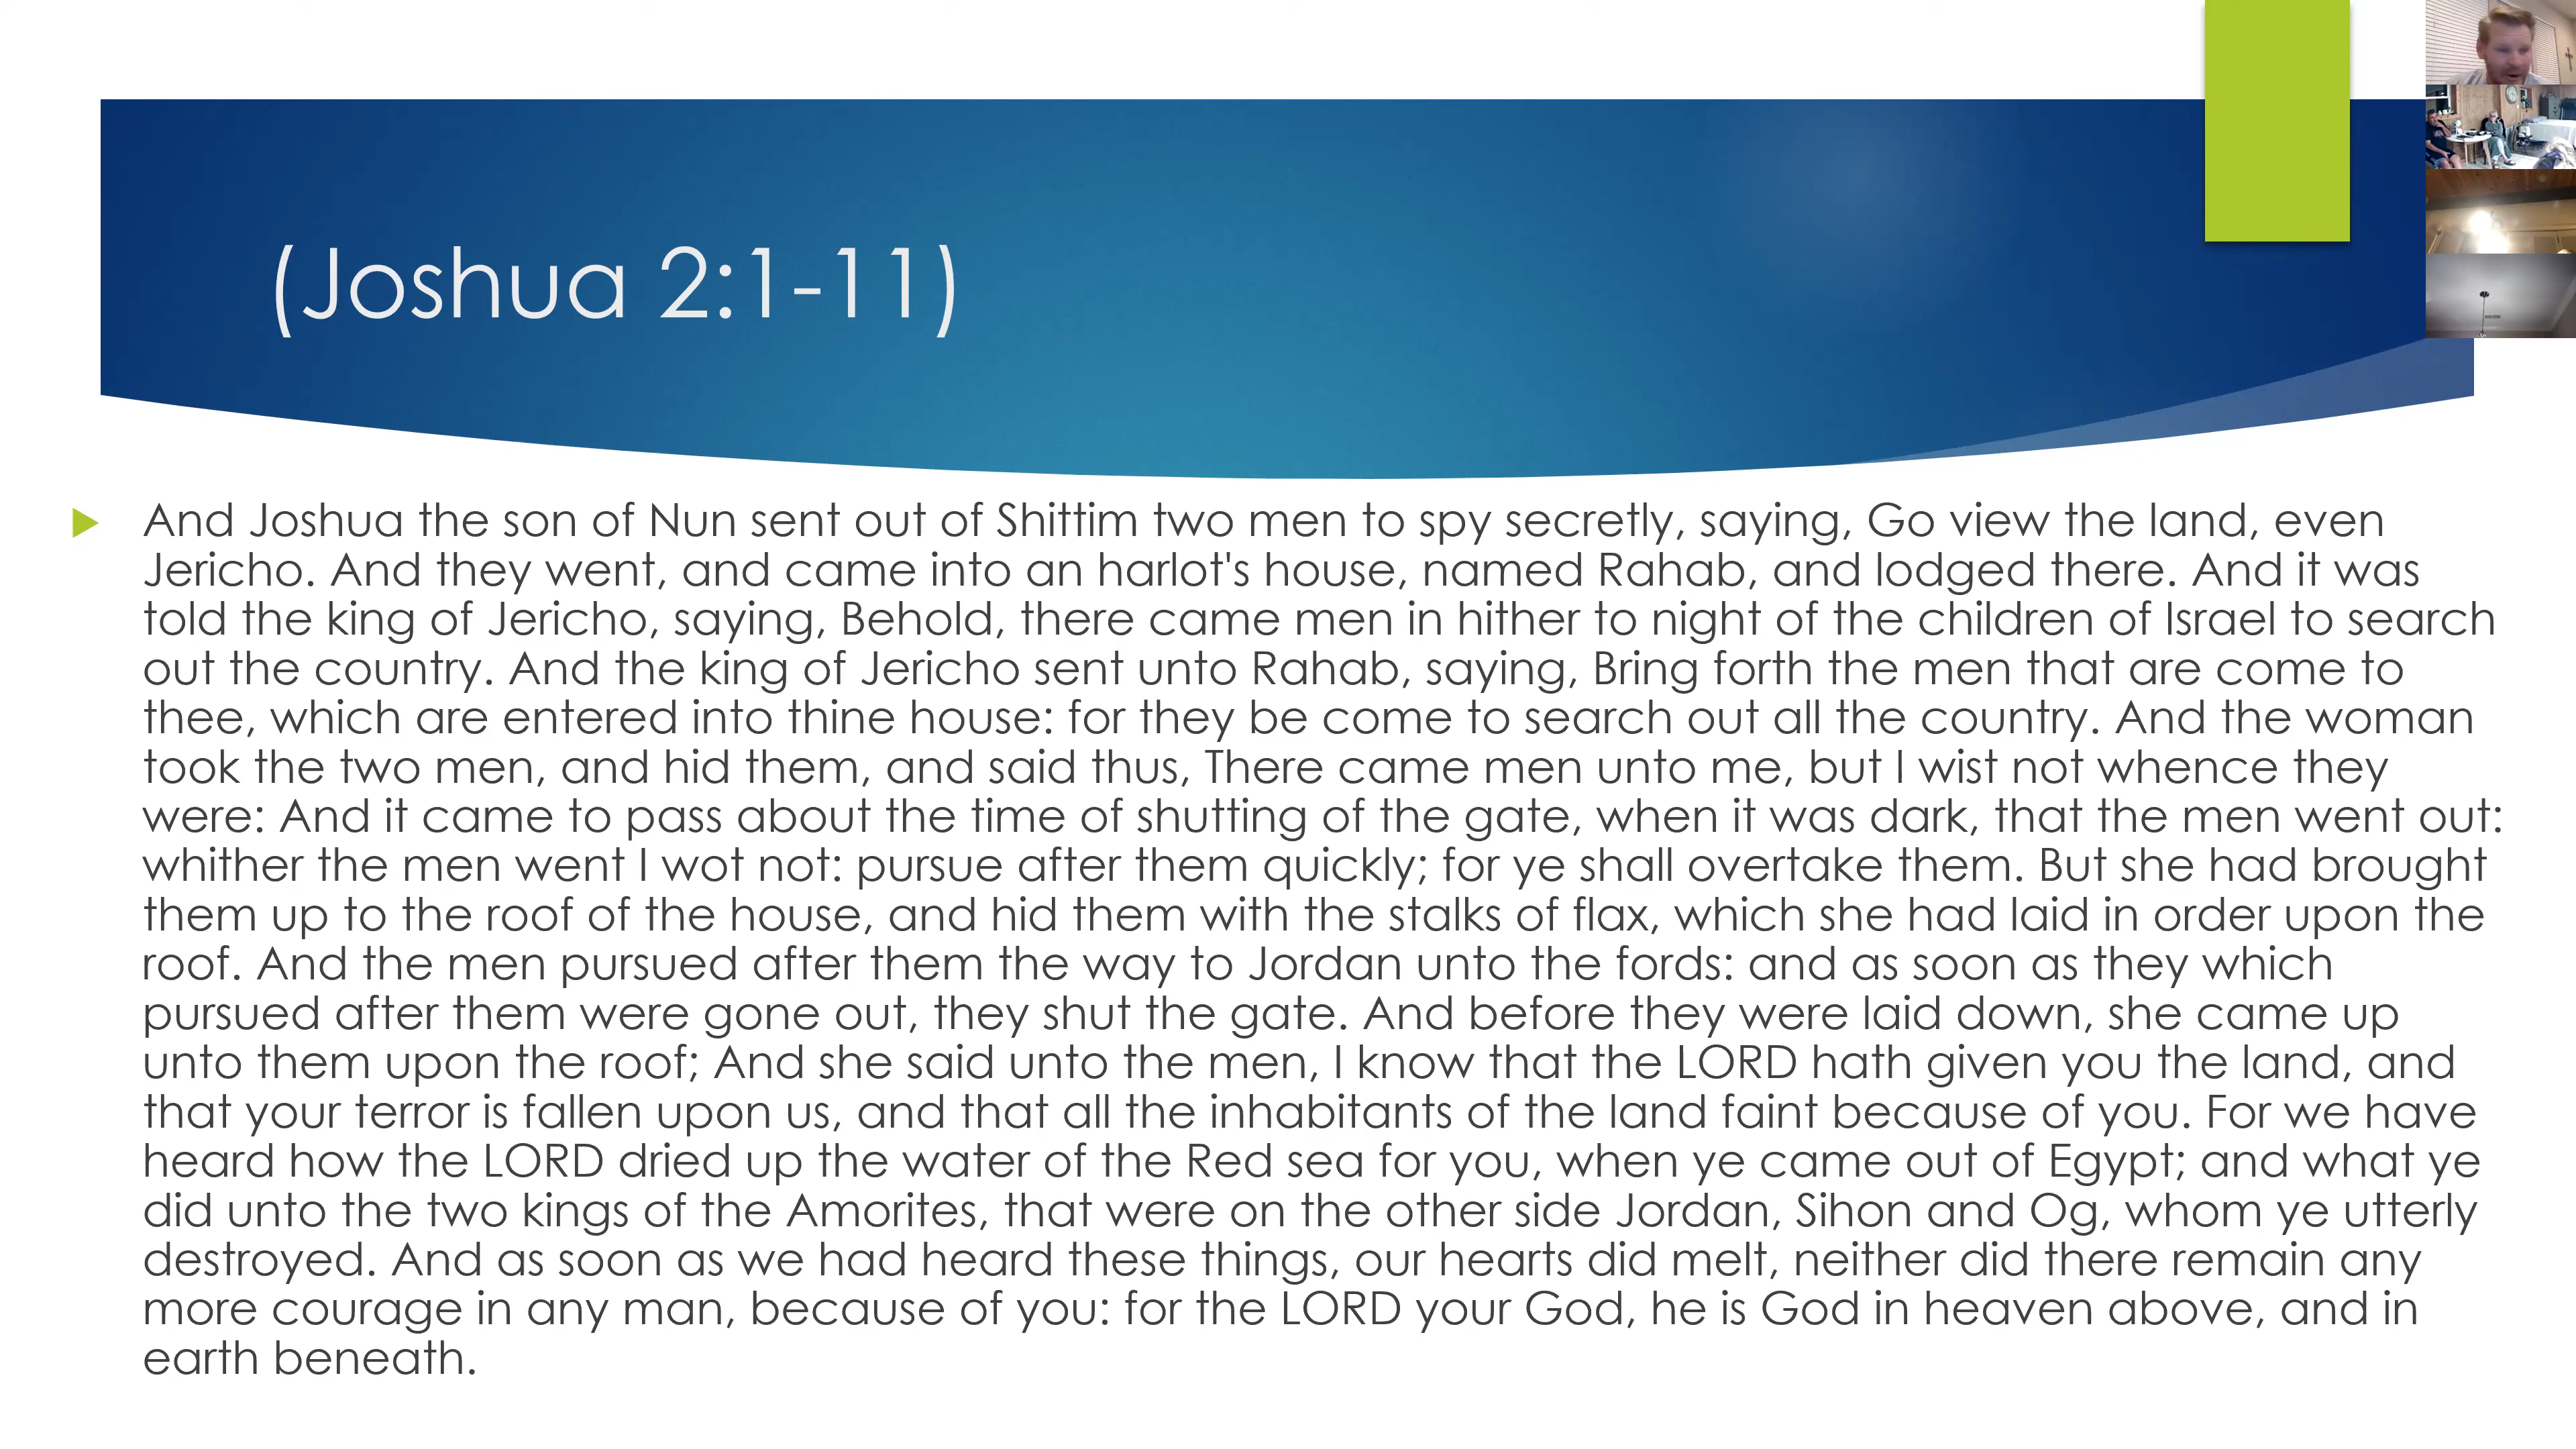 (Joshua 2:1-11)
And Joshua the son of Nun sent out of Shittim two men to spy secretly, saying, Go view the land, even
Jericho. And they went, and came into an harlot's house, named Rahab, and lodged there. And it was
told the king of Jericho, saying, Behold, there came men in hither to night of the children of Israel to search
out the country. And the king of Jericho sent unto Rahab, saying, Bring forth the men that are come to
thee, which are entered into thine house: for they be come to search out all the country. And the woman
took the two men, and hid them, and said thus, There came men unto me, but I wist not whence they
were: And it came to pass about the time of shutting of the gate, when it was dark, that the men went out:
whither the men went I wot not: pursue after them quickly; for ye shall overtake them. But she had brought
them up to the roof of the house, and hid them with the stalks of flax, which she had laid in order upon the
roof. And the men pursued after them the way to Jordan unto the fords: and as soon as they which
pursued after them were gone out, they shut the gate. And before they were laid down, she came up
unto them upon the roof; And she said unto the men, I know that the LORD hath given you the land, and
that your terror is fallen upon us, and that all the inhabitants of the land faint because of you. For we have
heard how the LORD dried up the water of the Red sea for you, when ye came out of Egypt; and what ye
did unto the two kings of the Amorites, that were on the other side Jordan, Sihon and Og, whom ye utterly
destroyed. And as soon as we had heard these things, our hearts did melt, neither did there remain any
more courage in any man, because of you: for the LORD your God, he is God in heaven above, and in
earth beneath.